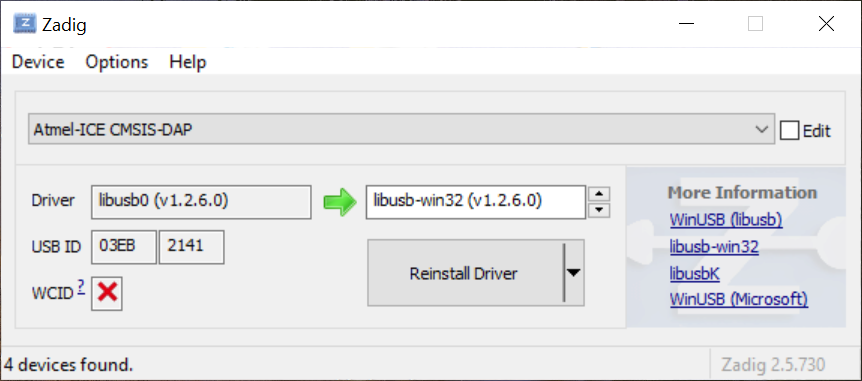 Zadig
Device Options Help
Atmel-ICE CMSIS-DAP
Edit
Driver libusb0 (v1.2.6.0) libusb-win32 (v1.2.6.0)
More Information
WinUSB (libusb)
USB ID 03EB 2141
libusb-win32
Reinstall Driver
libusbK
WCID ?
WinUSB (Microsoft)
4 devices found.
Zadig 2.5.730